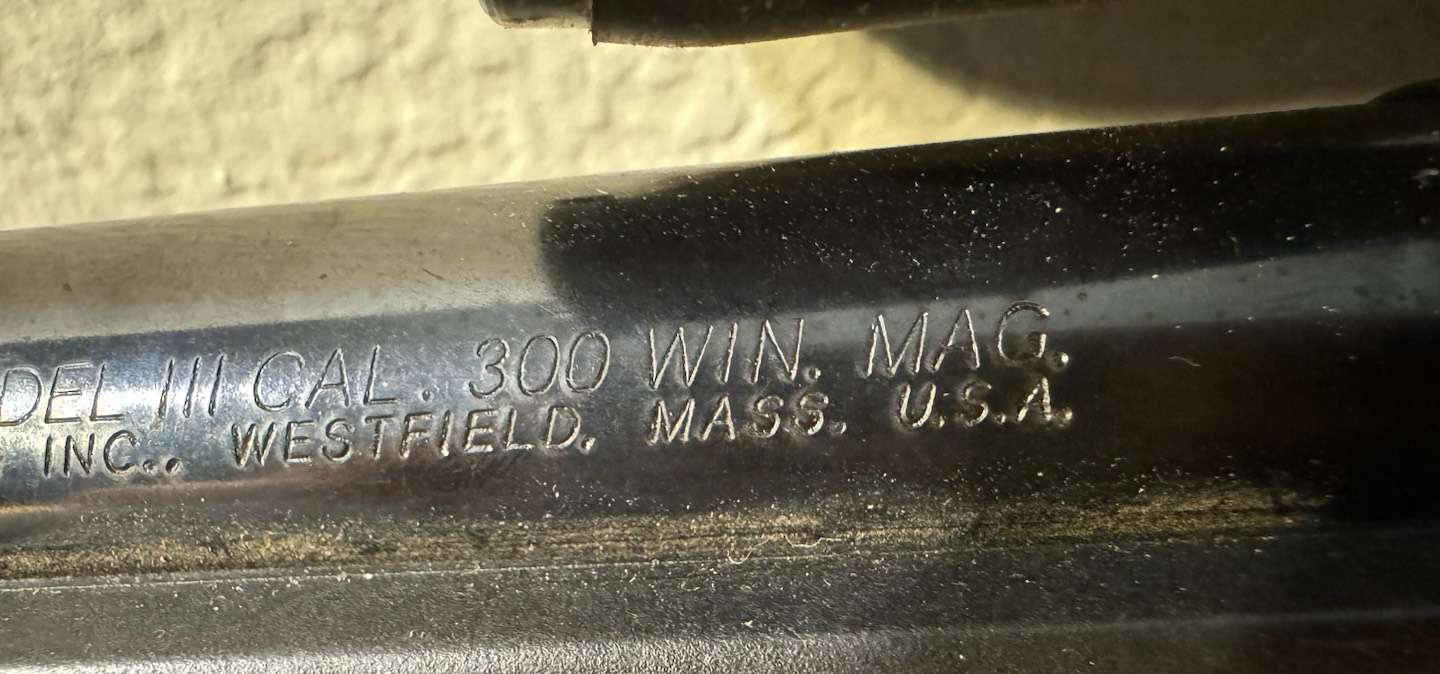 DEL III CAL. 300 WIN. MAG.
INC., WESTFIELD, MASS. U.S.A.